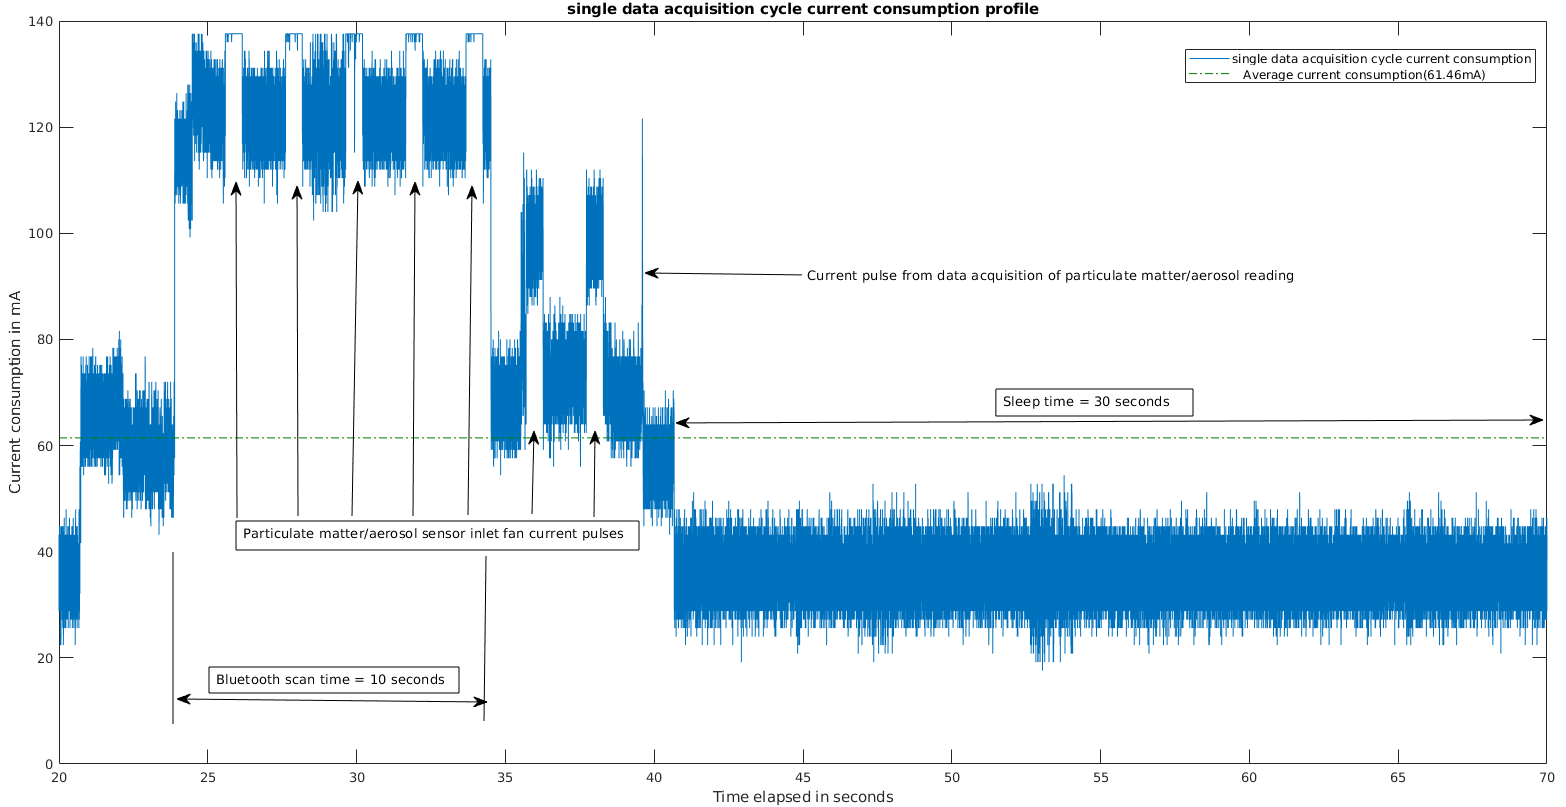 single data acquisition cycle current consumption profile
single data acquisition cycle current consumption
Average current consumption(61.46mA)
140
120
100
80
60
40
20
0
Current consumption in mA
Current pulse from data acquisition of particulate matter/aerosol reading
Sleep time = 30 seconds
Particulate matter/aerosol sensor inlet fan current pulses
Bluetooth scan time = 10 seconds
20 25 30 35 40 45 50 55 60 65 70
Time elapsed in seconds